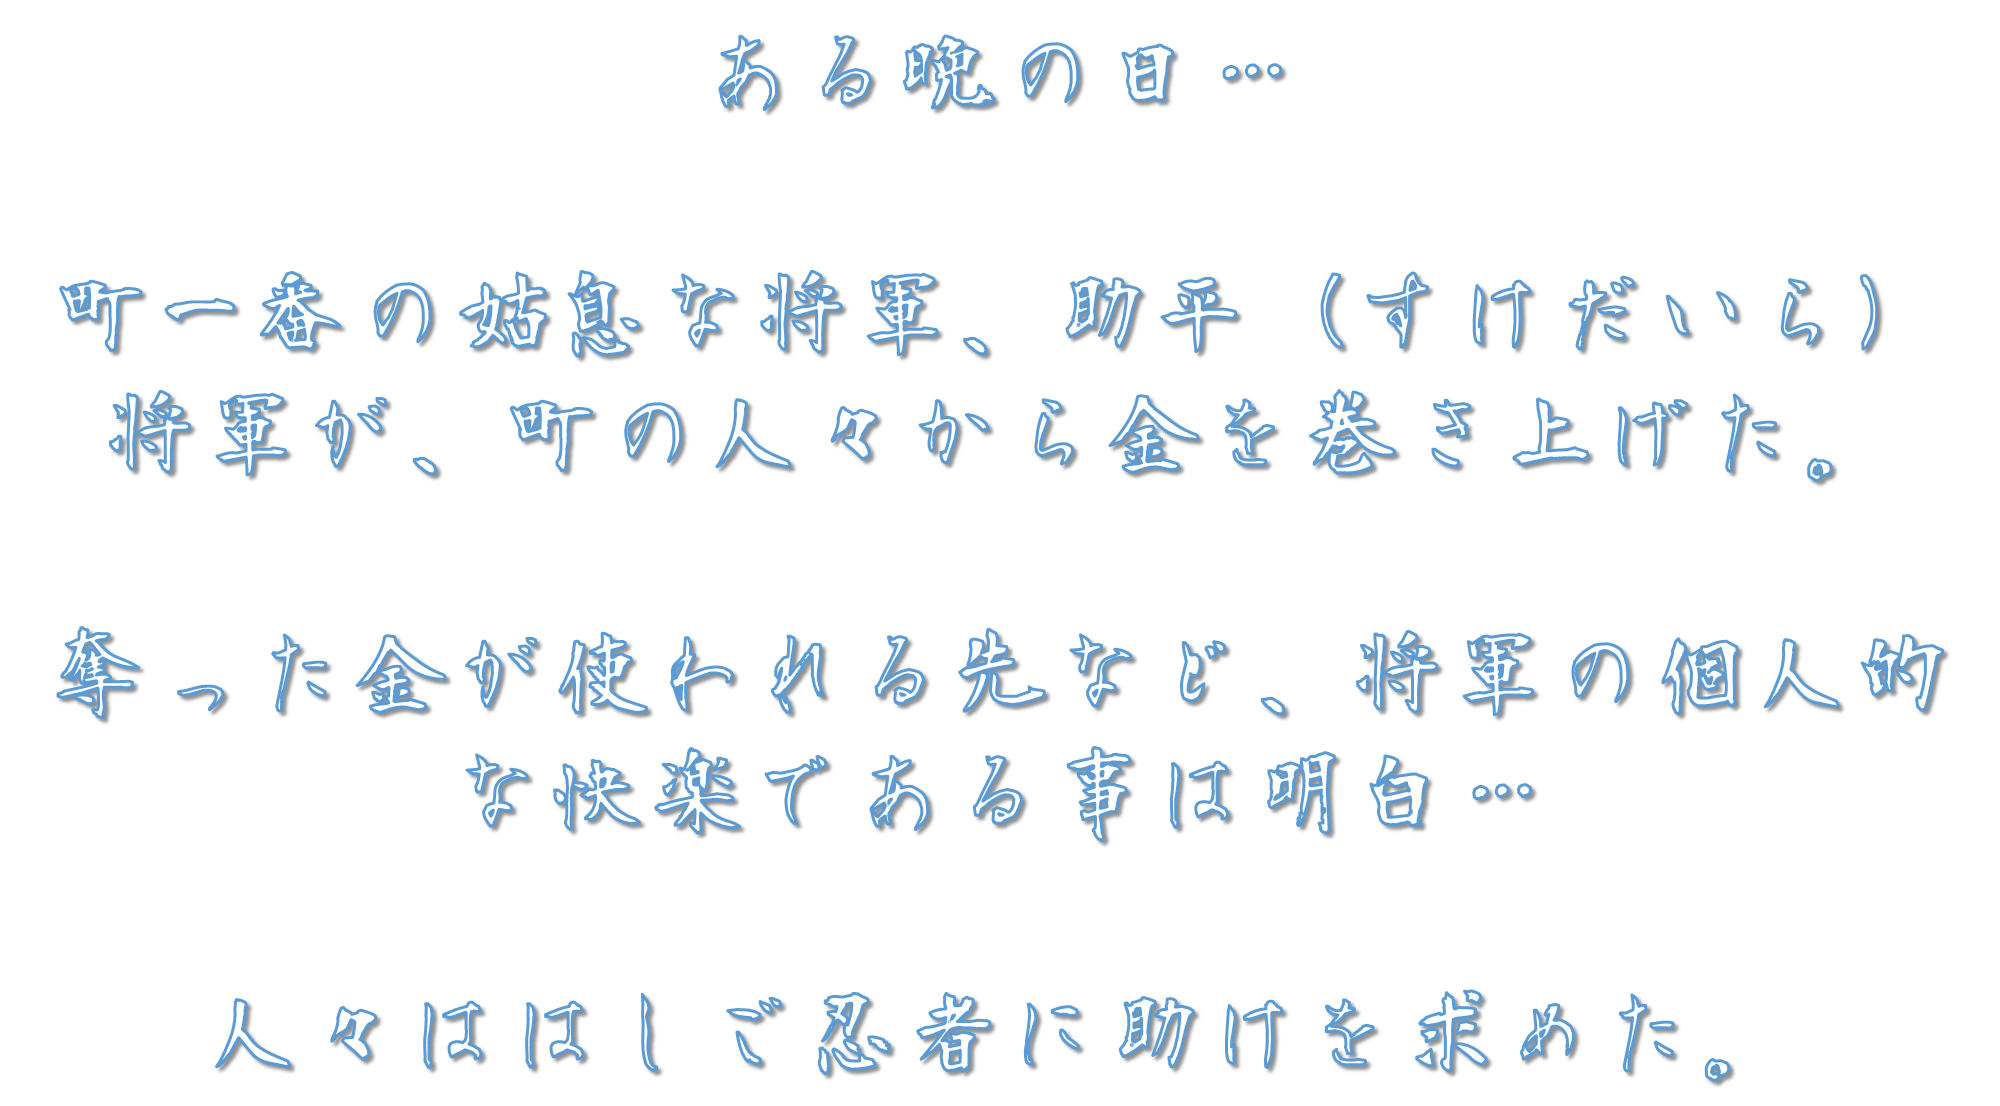 ある晩の日…
町一番の姑息な将軍、助平（すけだいら）
将軍が、町の人々から金を巻き上げた。
奪った金が使われる先など、将軍の個人的
な快楽である事は明白…
人々ははしご忍者に助けを求めた。